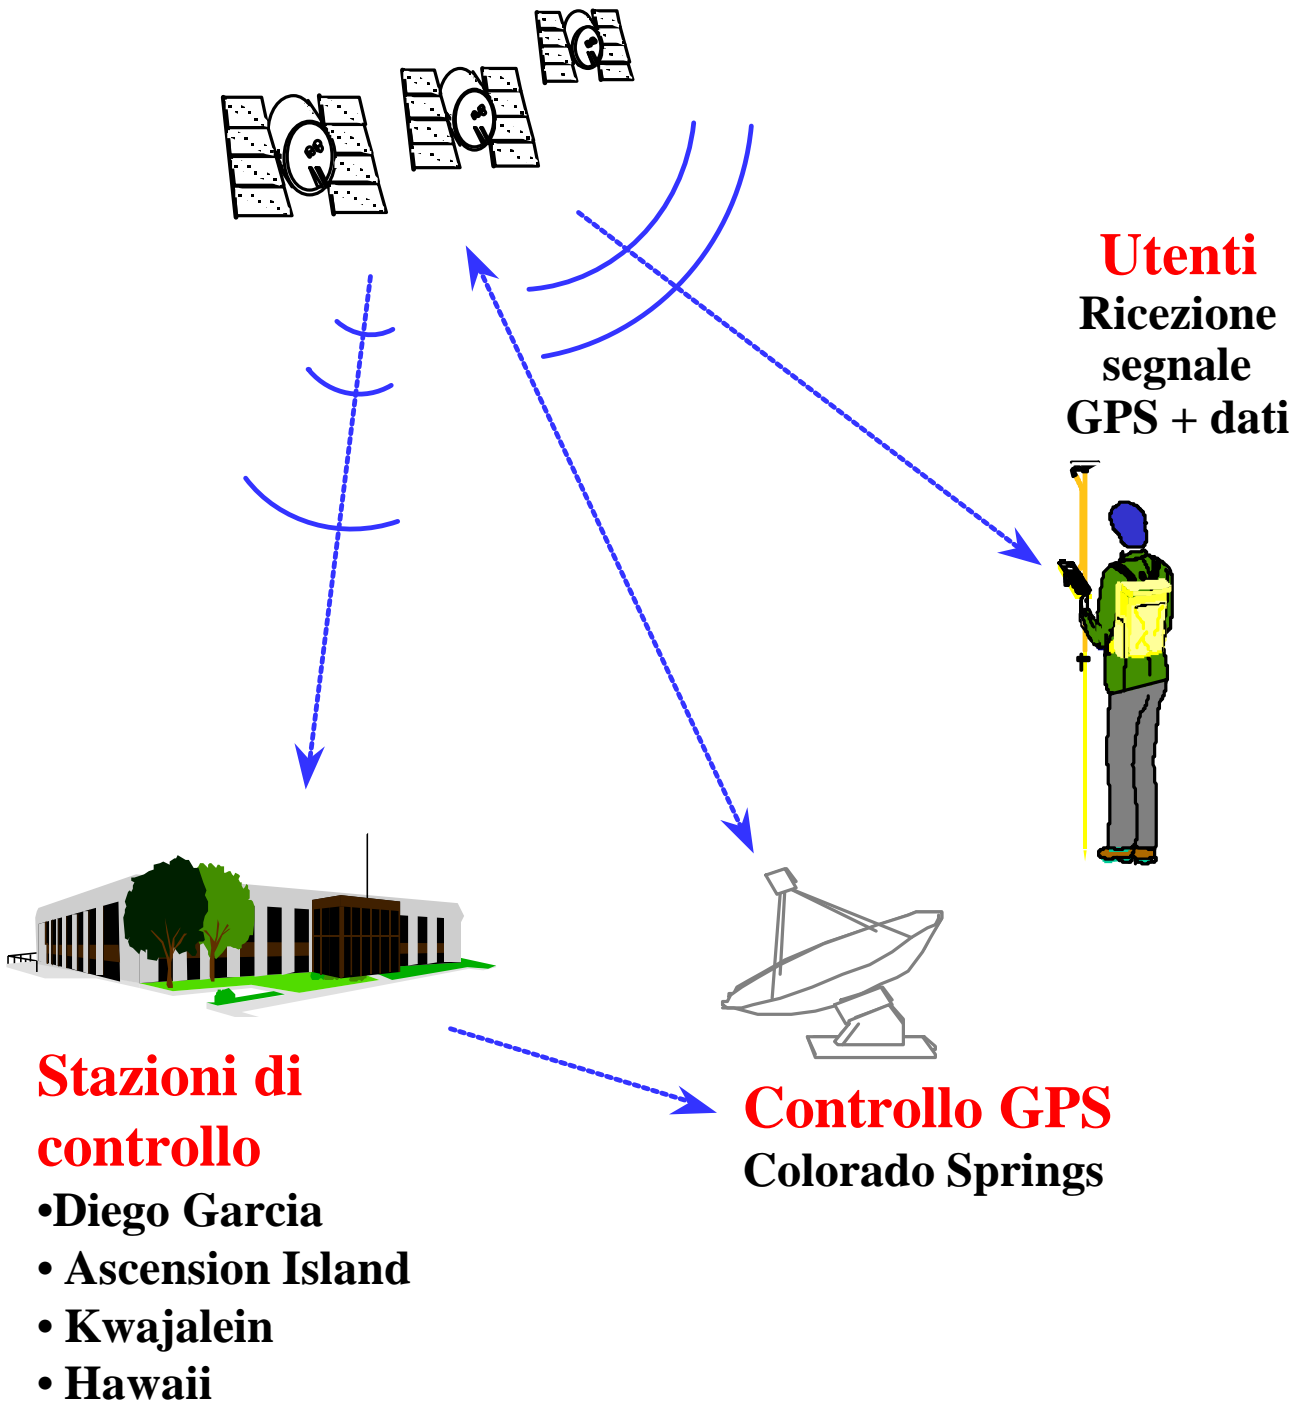 Utenti
Ricezione
segnale
GPS + dati
Stazioni di
controllo
•Diego Garcia
• Ascension Island
• Kwajalein
• Hawaii
Controllo GPS
Colorado Springs